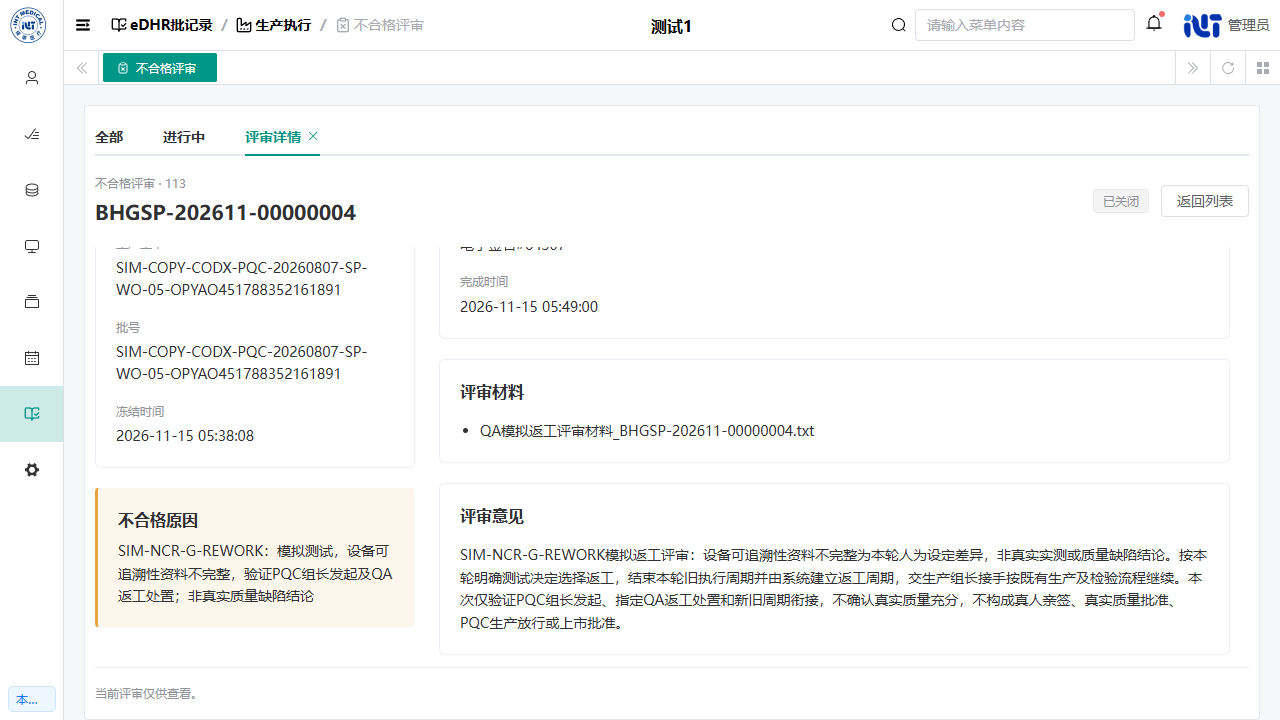 eDHR批记录 / 生产执行 / 不合格评审
测试1
请输入菜单内容
INT
管理员
不合格评审
全部
进行中
评审详情
不合格评审 · 113
BHGSP-202611-00000004
已关闭
返回列表
SIM-COPY-CODX-PQC-20260807-SP-
WO-05-OPYAO451788352161891
批号
SIM-COPY-CODX-PQC-20260807-SP-
WO-05-OPYAO451788352161891
冻结时间
2026-11-15 05:38:08
不合格原因
SIM-NCR-G-REWORK：模拟测试，设备可
追溯性资料不完整，验证PQC组长发起及QA
返工处置；非真实质量缺陷结论
完成时间
2026-11-15 05:49:00
评审材料
QA模拟返工评审材料_BHGSP-202611-00000004.txt
评审意见
SIM-NCR-G-REWORK模拟返工评审：设备可追溯性资料不完整为本轮人为设定差异，非真实实测或质量缺陷结论。按本
轮明确测试决定选择返工，结束本轮旧执行周期并由系统建立返工周期，交生产组长接手按既有生产及检验流程继续。本
次仅验证PQC组长发起、指定QA返工处置和新旧周期衔接，不确认真实质量充分，不构成真人亲签、真实质量批准、
PQC生产放行或上市批准。
当前评审仅供查看。
本...